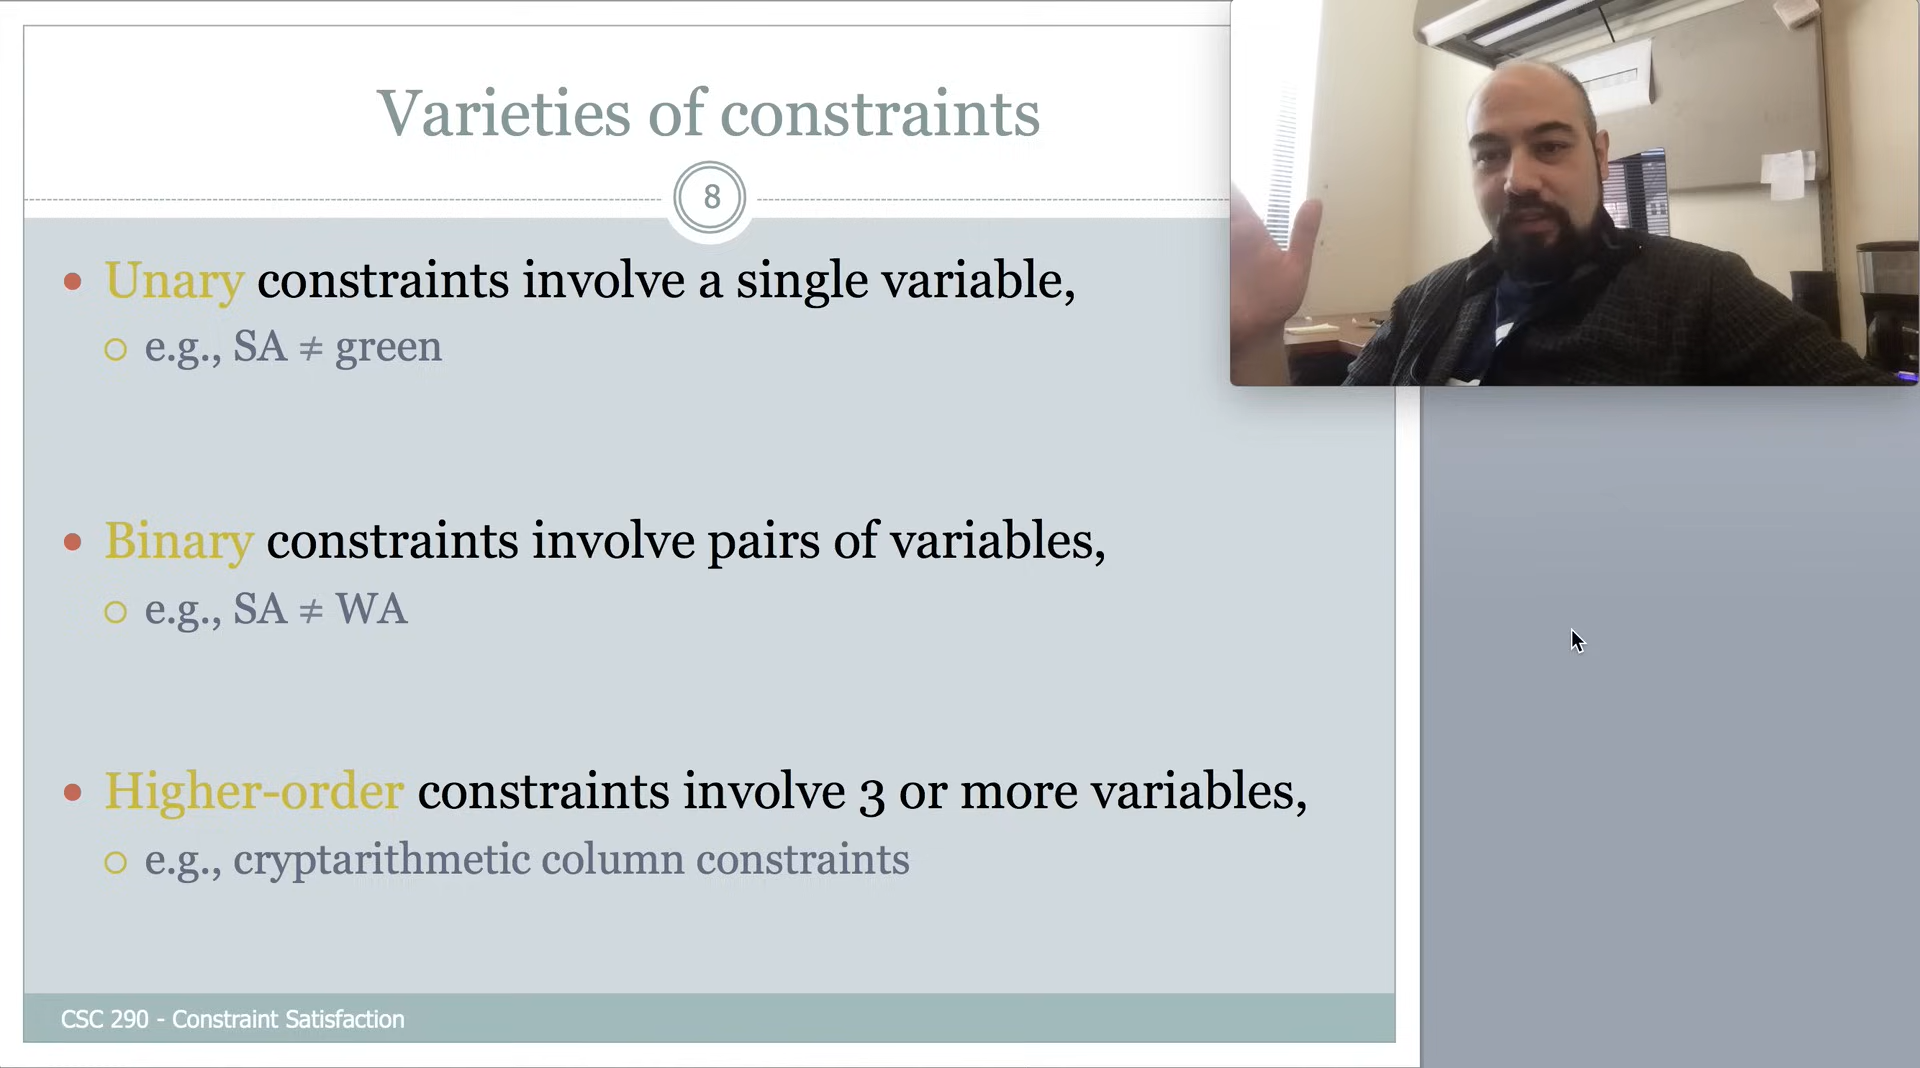 Varieties of constraints
8
Unary constraints involve a single variable,
e.g., SA ≠ green
Binary constraints involve pairs of variables,
e.g., SA ≠ WA
Higher-order constraints involve 3 or more variables,
e.g., cryptarithmetic column constraints
CSC 290 - Constraint Satisfaction